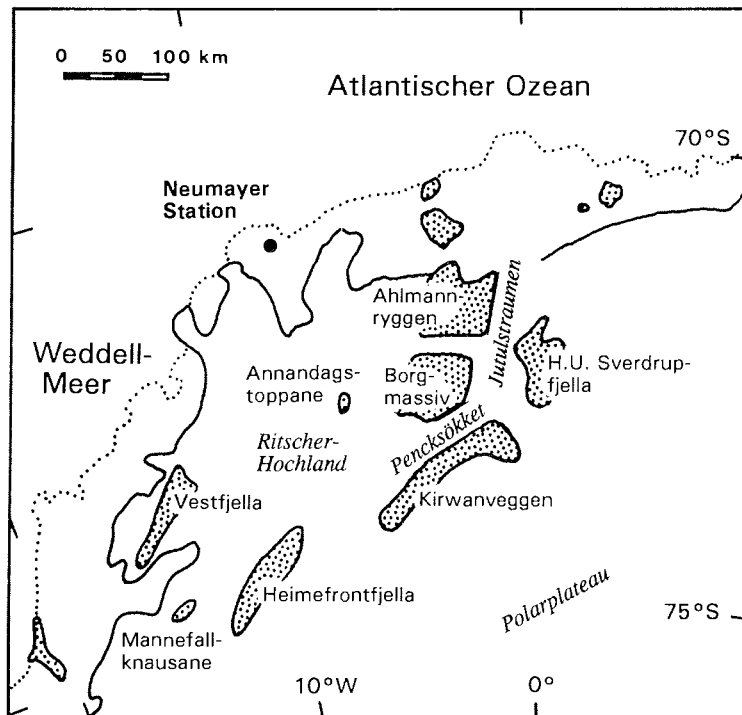 0 50 100 km
Atlantischer Ozean
70°S
Neumayer
Station
Ahlmann-
ryggen
Jutulstraumen
Weddell-
Meer
Annandags-
toppane
Borg-
massiv
H.U. Sverdrup-
fjella
Ritscher-
Hochland
Pencksökket
Vestfjella
Kirwanveggen
Heimefrontfjella
Polarplateau
75°S
Mannefall-
knausane
10°W
0°